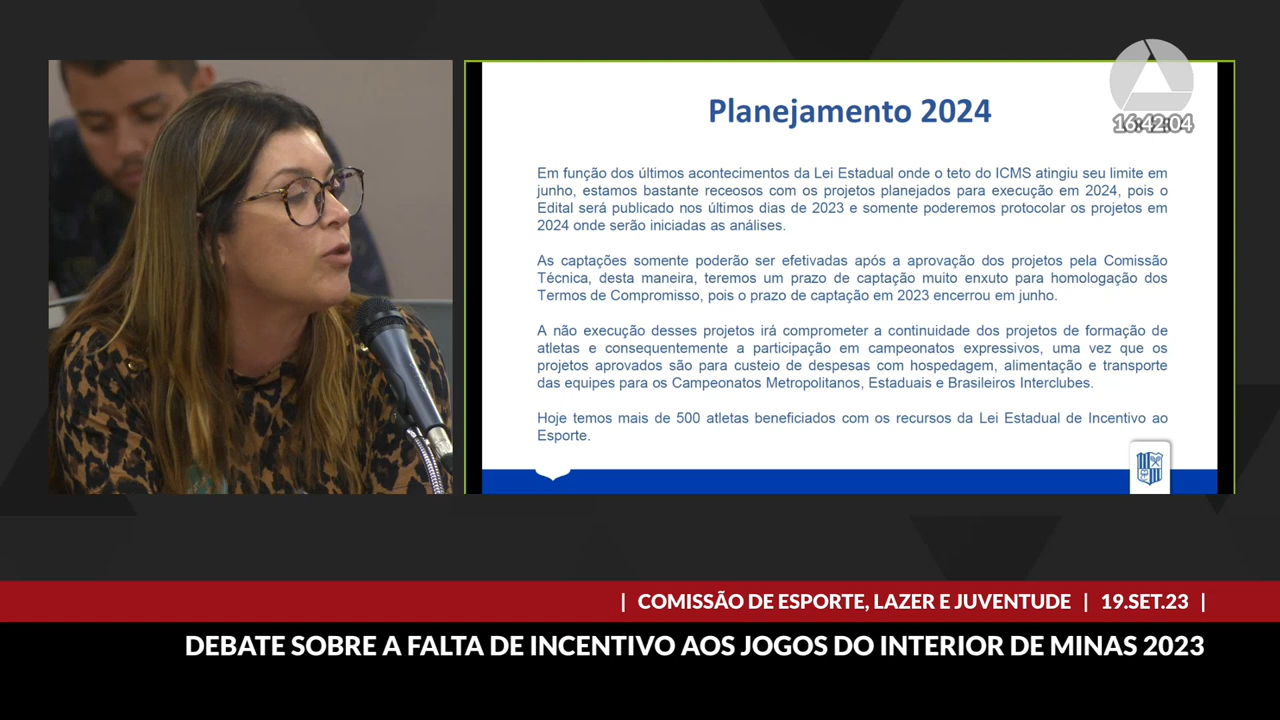 Planejamento 2024
16:42:04
Em função dos últimos acontecimentos da Lei Estadual onde o teto do ICMS atingiu seu limite em
junho, estamos bastante receosos com os projetos planejados para execução em 2024, pois o
Edital será publicado nos últimos dias de 2023 e somente poderemos protocolar os projetos em
2024 onde serão iniciadas as análises.
As captações somente poderão ser efetivadas após a aprovação dos projetos pela Comissão
Técnica, desta maneira, teremos um prazo de captação muito enxuto para homologação dos
Termos de Compromisso, pois o prazo de captação em 2023 encerrou em junho.
A não execução desses projetos irá comprometer a continuidade dos projetos de formação de
atletas e consequentemente a participação em campeonatos expressivos, uma vez que os
projetos aprovados são para custeio de despesas com hospedagem, alimentação e transporte
das equipes para os Campeonatos Metropolitanos, Estaduais e Brasileiros Interclubes.
Hoje temos mais de 500 atletas beneficiados com os recursos da Lei Estadual de Incentivo ao
Esporte.
| COMISSÃO DE ESPORTE, LAZER E JUVENTUDE | 19.SET.23 |
DEBATE SOBRE A FALTA DE INCENTIVO AOS JOGOS DO INTERIOR DE MINAS 2023